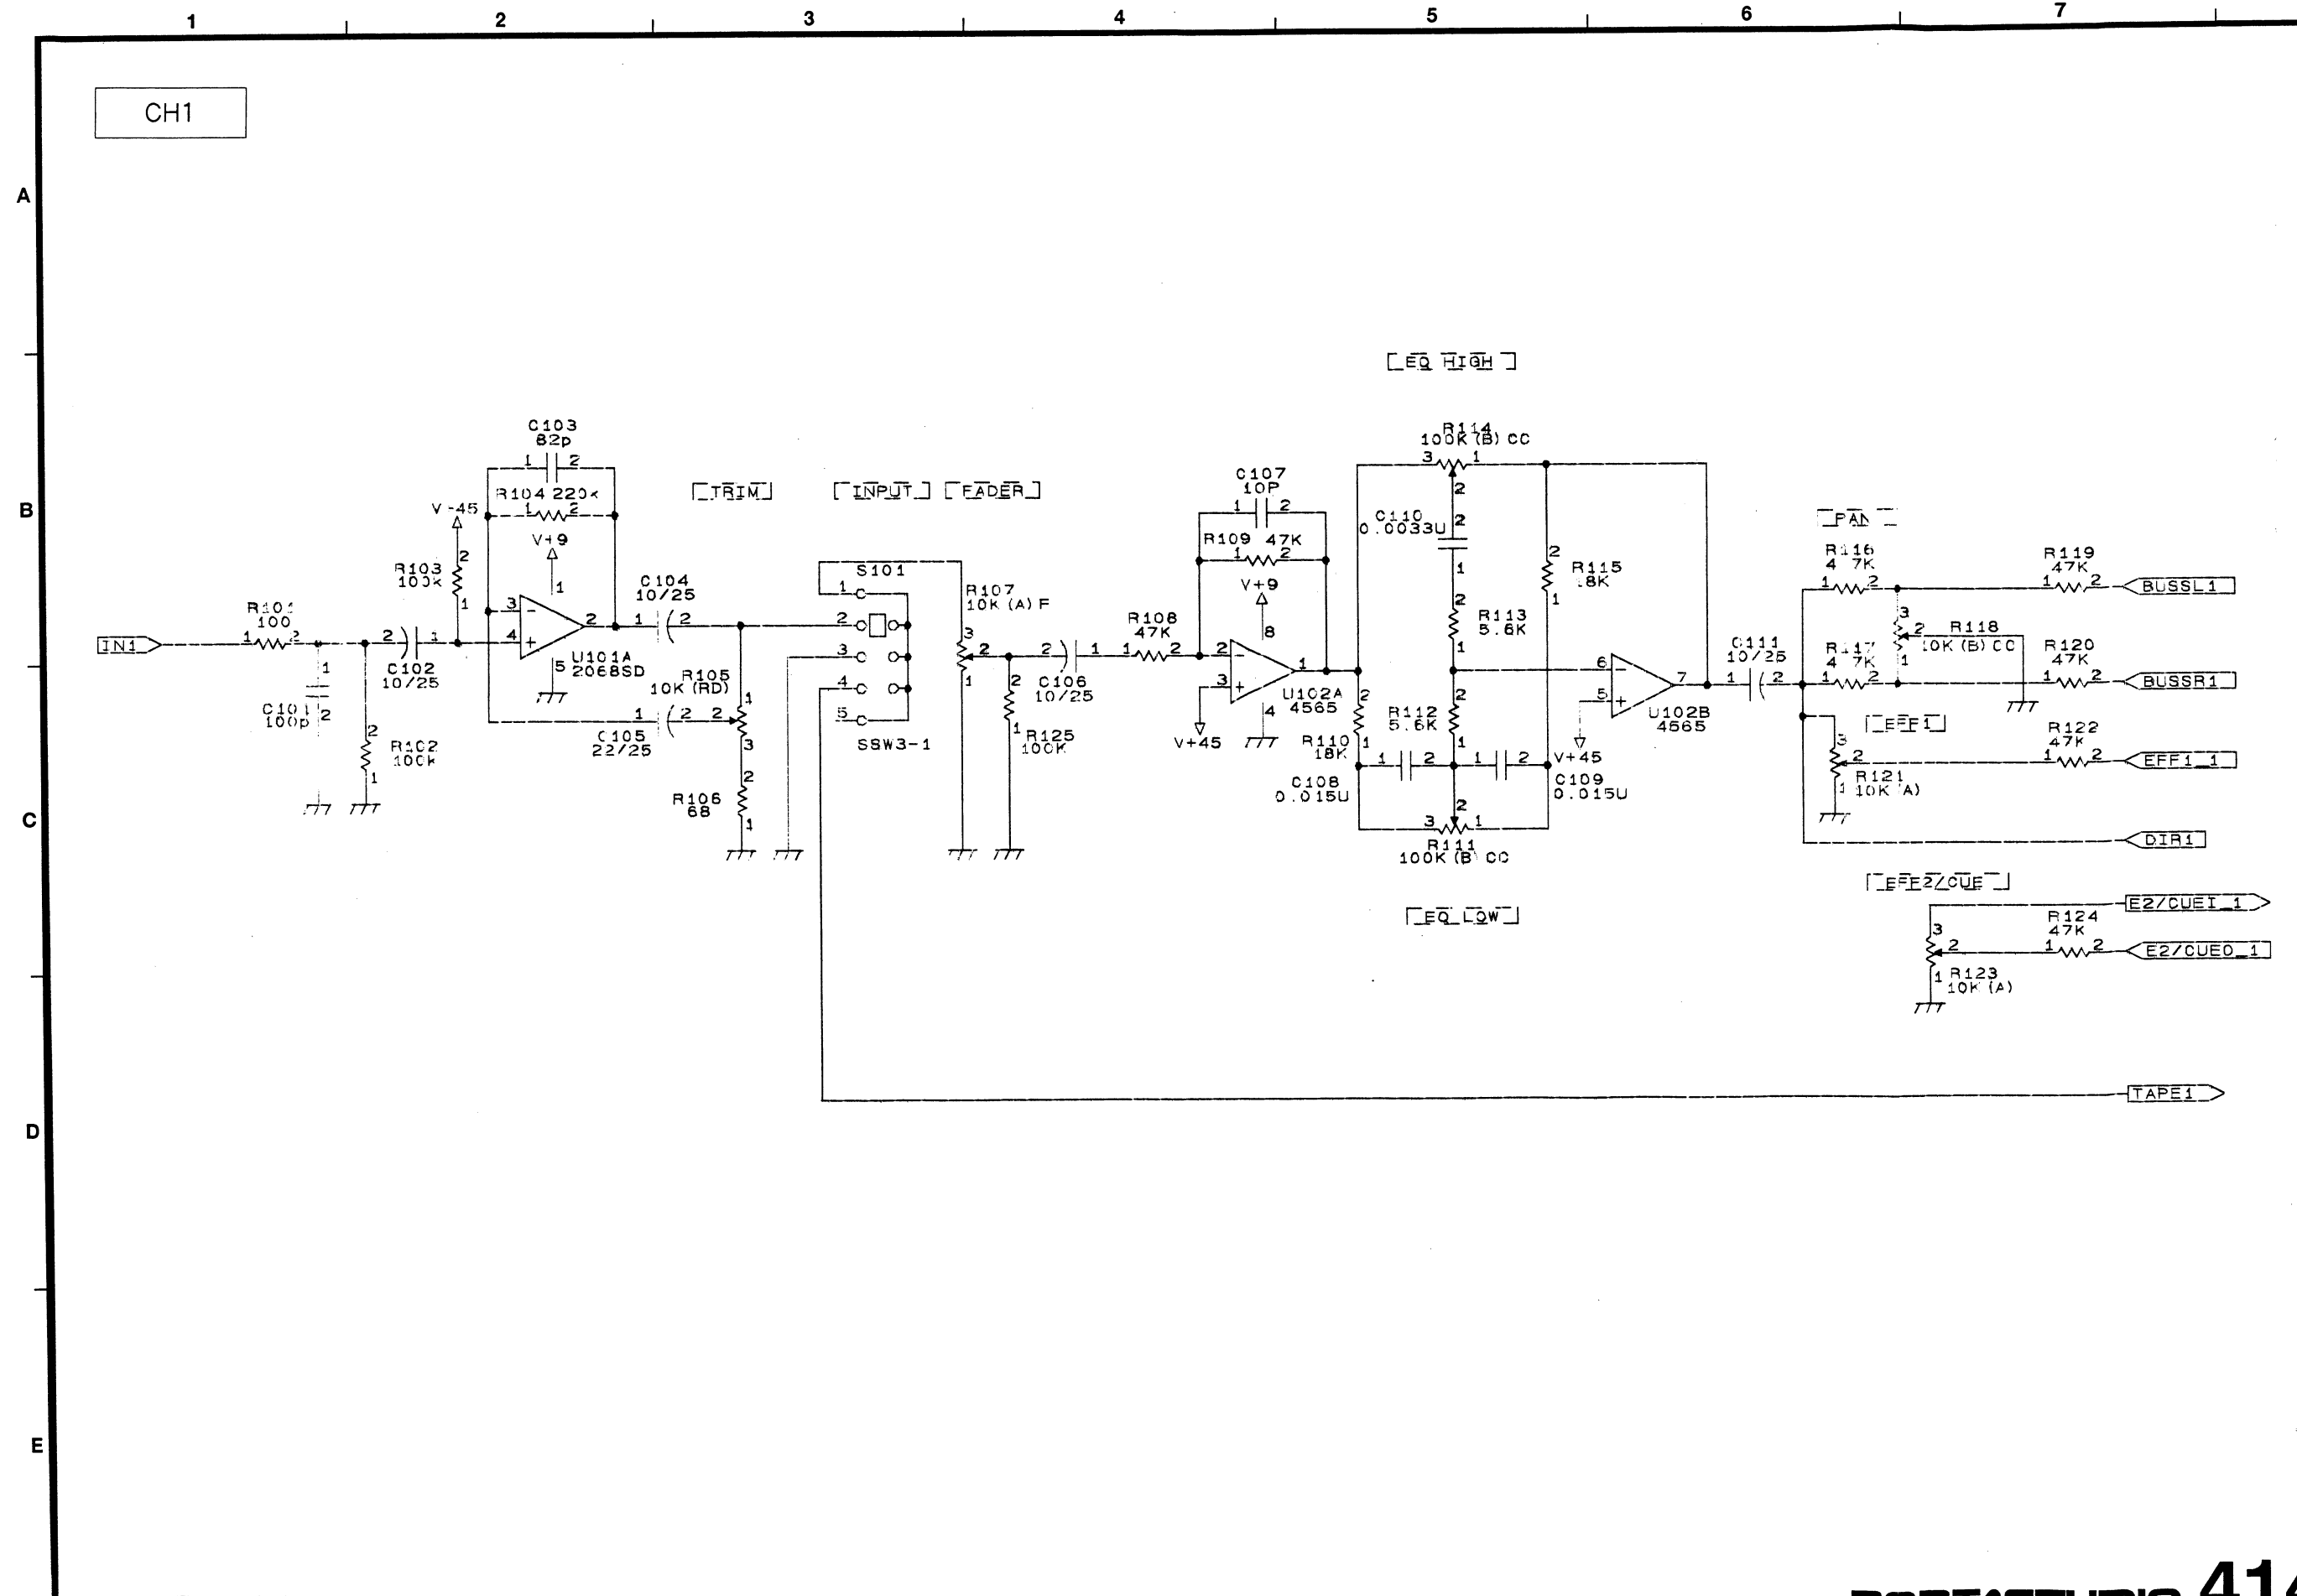 1 2 3 4 5 6 7
A
B
C
D
E
CH1
IN1
R101
100
C101
100p
R102
100k
C102
10/25
V-45
R103
100k
C103
82p
R104 220k
V+9
U101A
2068SD
C104
10/25
C105
22/25
TRIM
R105
10K (RD)
R106
68
INPUT
S101
SSW3-1
FADER
R107
10K (A) F
R125
100K
C106
10/25
R108
47K
C107
10P
R109 47K
V+9
V+45
U102A
4565
EQ HIGH
R114
100K (B) CC
C110
0.0033U
R113
5.6K
R115
R110
18K
R112
5.6K
C108
0.015U
C109
0.015U
R111
100K (B) CC
EQ LOW
V+45
U102B
4565
C111
10/25
PAN
R116
R117
R118
10K (B) CC
R119
47K
BUSSL1
R120
47K
BUSSR1
EFF1
R121
10K (A)
R122
47K
EFF1_1
DIR1
EFF2/CUE
E2/CUEI_1
R124
47K
E2/CUEO_1
R123
10K (A)
TAPE1